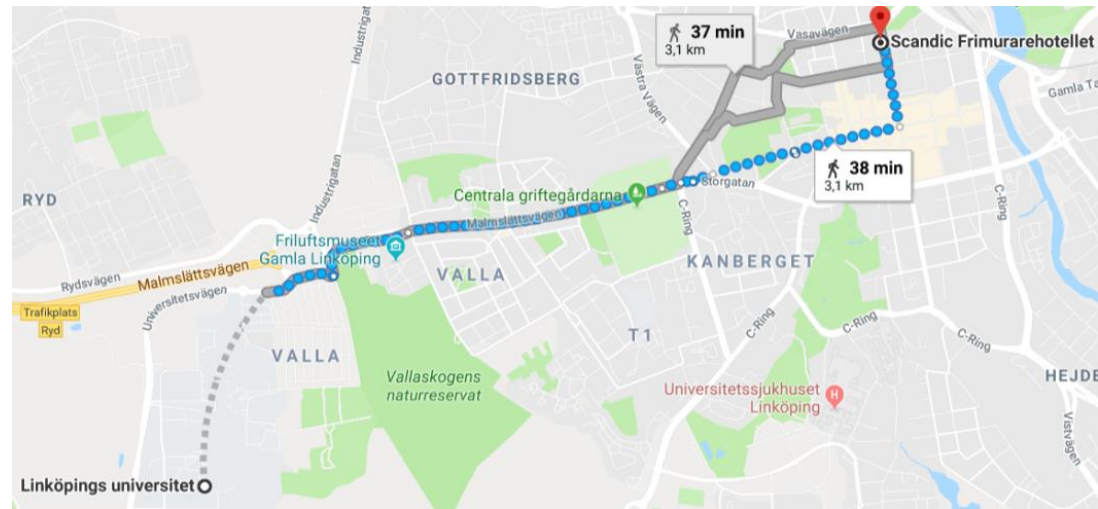 37 min
3,1 km
Vasavägen
Scandic Frimurarehotellet
Industrigatan
Västra Vägen
GOTTFRIDSBERG
Gamla Ta
38 min
3,1 km
Industrigatan
Centrala griftegårdarna
Storgatan
RYD
Malmslättsvägen
C-Ring
C-Ring
Friluftsmuseet
Gamla Linköping
VALLA
KANBERGET
Rydsvägen
Malmslättsvägen
Universitetsvägen
Trafikplats
Ryd
C-Ring
C-Ring
C-Ring
T1
VALLA
Vallaskogens
naturreservat
HEJDE
Universitetssjukhuset
Linköping
H
Vistvägen
Linköpings universitet